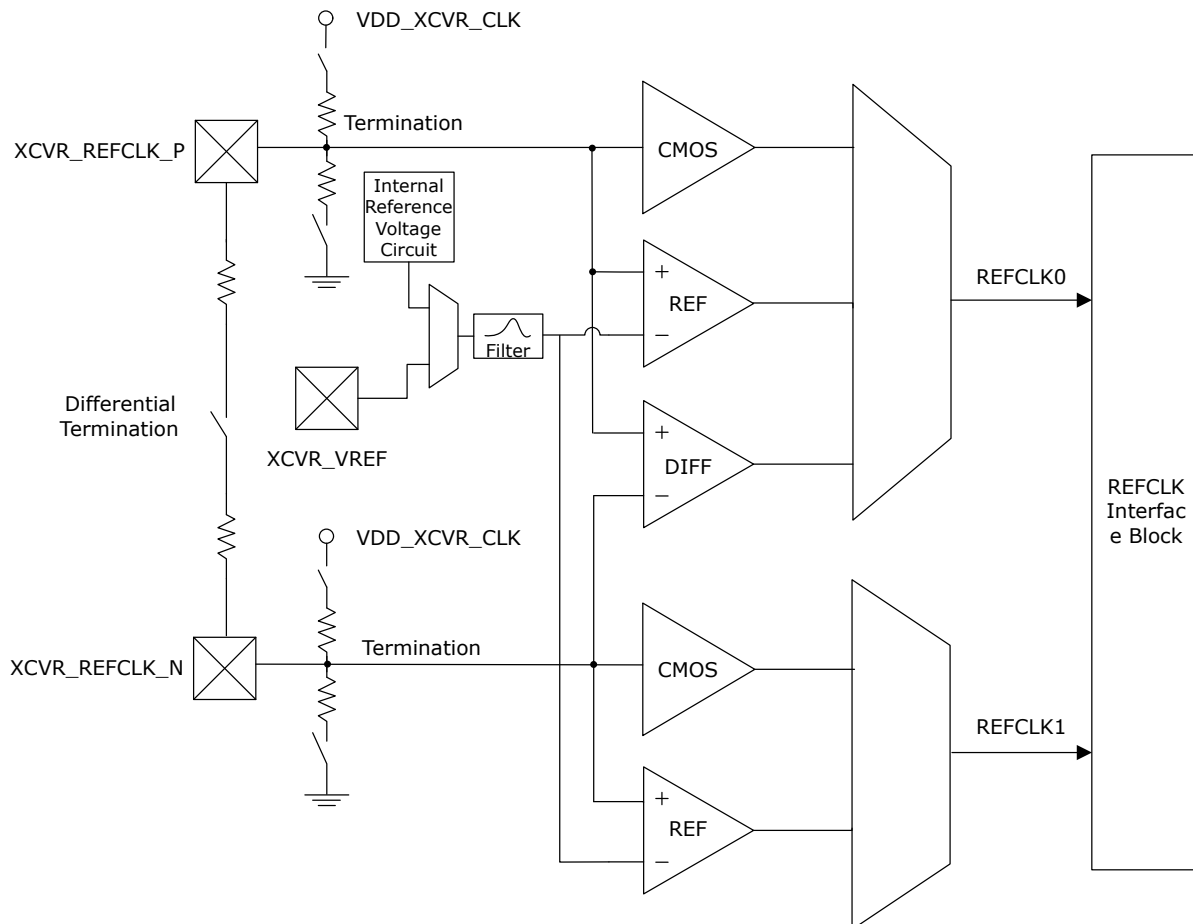 VDD_XCVR_CLK
Termination
XCVR_REFCLK_P
CMOS
Internal
Reference
Voltage
Circuit
+
REF
−
REFCLK0
Filter
Differential
Termination
XCVR_VREF
+
DIFF
−
REFCLK
Interfac
e Block
VDD_XCVR_CLK
Termination
XCVR_REFCLK_N
CMOS
REFCLK1
+
REF
−